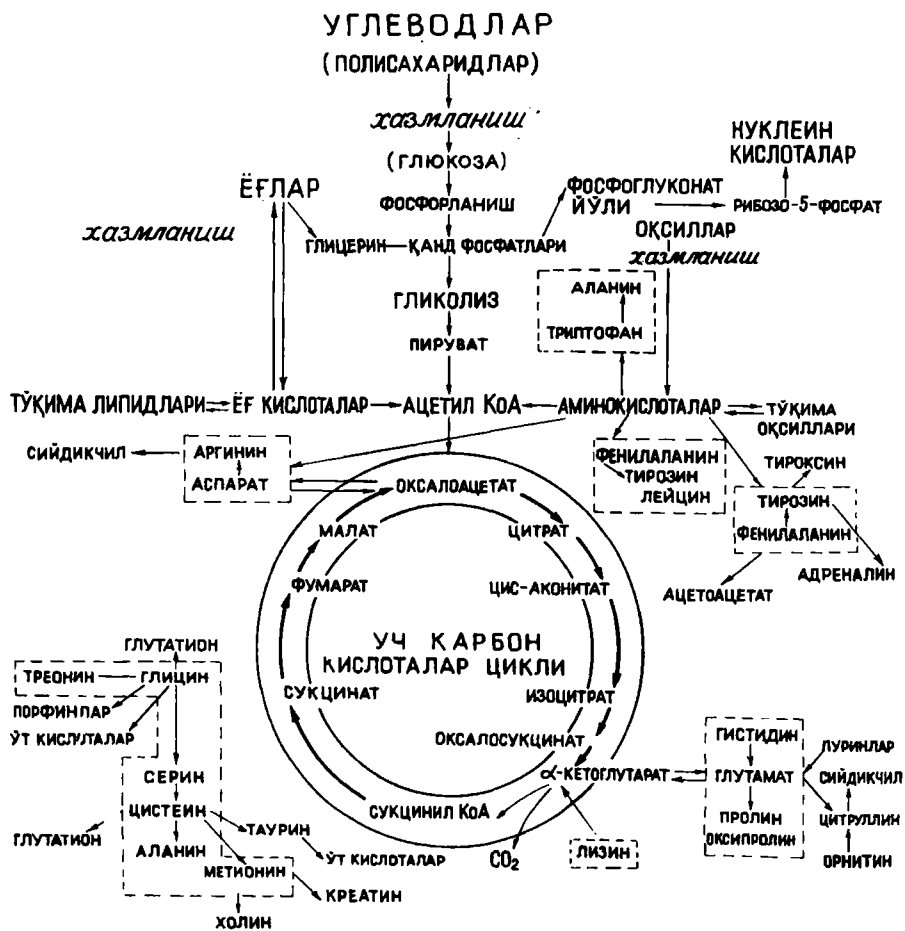 УГЛЕВОДЛАР
(ПОЛИСАХАРИДЛАР)
хазмланиш
(ГЛЮКОЗА)
НУКЛЕИН
КИСЛОТАЛАР
ЁҒЛАР
ФОСФОРЛАНИШ
ФОСФОГЛУКОНАТ
ЙЎЛИ
РИБОЗО-5-ФОСФАТ
хазмланиш
ГЛИЦЕРИН
ҚАНД ФОСФАТЛАРИ
ОҚСИЛЛАР
хазмланиш
ГЛИКОЛИЗ
АЛАНИН
ТРИПТОФАН
ПИРУВАТ
ТЎҚИМА ЛИПИДЛАРИ
ЁҒ КИСЛОТАЛАР
АЦЕТИЛ КоА
АМИНОКИСЛОТАЛАР
ТЎҚИМА
ОҚСИЛЛАРИ
СИЙДИКЧИЛ
АРГИНИН
АСПАРАТ
ФЕНИЛАЛАНИН
ТИРОЗИН
ЛЕЙЦИН
ТИРОКСИН
ТИРОЗИН
ФЕНИЛАЛАНИН
АДРЕНАЛИН
АЦЕТОАЦЕТАТ
ОКСАЛОАЦЕТАТ
МАЛАТ
ЦИТРАТ
ФУМАРАТ
ЦИС-АКОНИТАТ
УЧ КАРБОН
КИСЛОТАЛАР ЦИКЛИ
СУКЦИНАТ
ИЗОЦИТРАТ
ОКСАЛОСУКЦИНАТ
α-КЕТОГЛУТАРАТ
СУКЦИНИЛ КоА
CO2
ЛИЗИН
ГЛУТАТИОН
ТРЕОНИН
ГЛИЦИН
ПОРФИНЛАР
ЎТ КИСЛУТАЛАР
СЕРИН
ЦИСТЕИН
ГЛУТАТИОН
АЛАНИН
ТАУРИН
ЎТ КИСЛОТАЛАР
МЕТИОНИН
КРЕАТИН
ХОЛИН
ГИСТИДИН
ГЛУТАМАТ
ПРОЛИН
ОКСИПРОЛИН
ПУРИНЛАР
СИЙДИКЧИЛ
ЦИТРУЛЛИН
ОРНИТИН